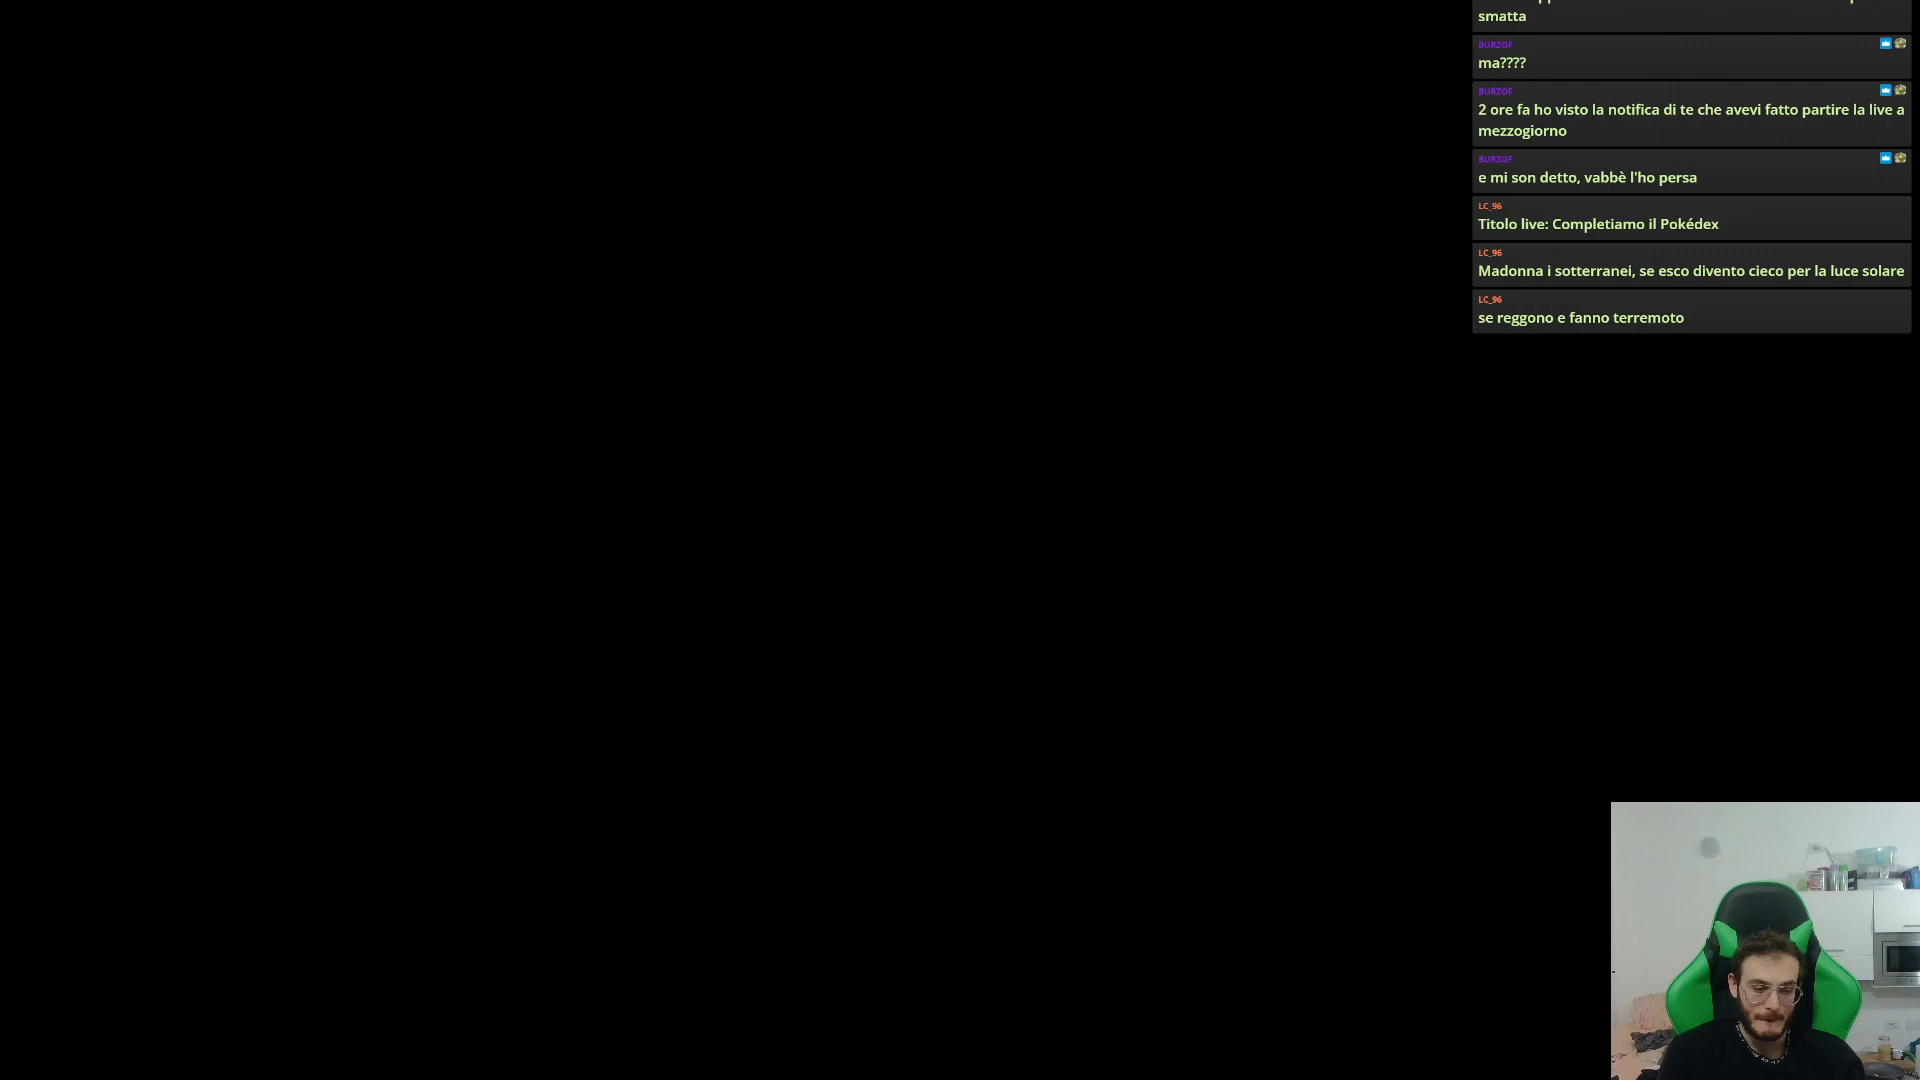 smatta
BURZOF
ma????
BURZOF
2 ore fa ho visto la notifica di te che avevi fatto partire la live a
mezzogiorno
BURZOF
e mi son detto, vabbè l'ho persa
LC_96
Titolo live: Completiamo il Pokédex
LC_96
Madonna i sotterranei, se esco divento cieco per la luce solare
LC_96
se reggono e fanno terremoto